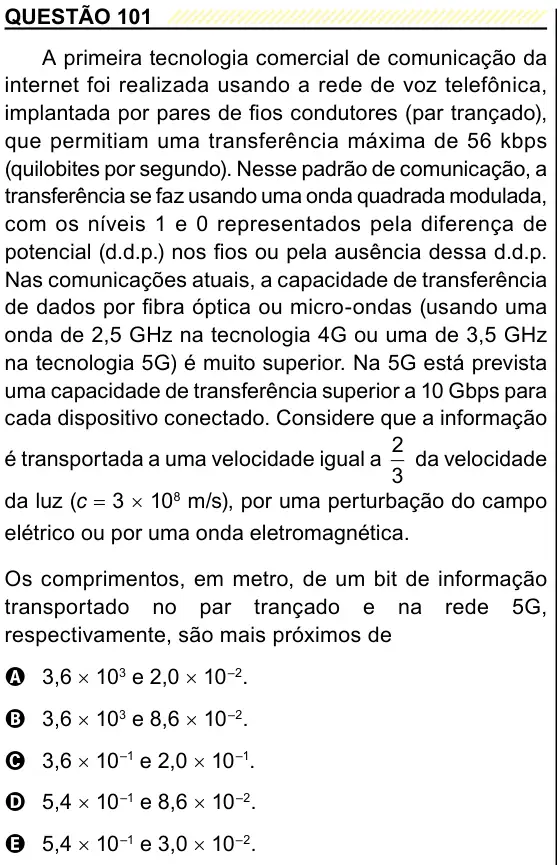 QUESTÃO 101
A primeira tecnologia comercial de comunicação da
internet foi realizada usando a rede de voz telefônica,
implantada por pares de fios condutores (par trançado),
que permitiam uma transferência máxima de 56 kbps
(quilobites por segundo). Nesse padrão de comunicação, a
transferência se faz usando uma onda quadrada modulada,
com os níveis 1 e 0 representados pela diferença de
potencial (d.d.p.) nos fios ou pela ausência dessa d.d.p.
Nas comunicações atuais, a capacidade de transferência
de dados por fibra óptica ou micro-ondas (usando uma
onda de 2,5 GHz na tecnologia 4G ou uma de 3,5 GHz
na tecnologia 5G) é muito superior. Na 5G está prevista
uma capacidade de transferência superior a 10 Gbps para
cada dispositivo conectado. Considere que a informação
é transportada a uma velocidade igual a 2/3 da velocidade
da luz (c = 3 × 10⁸ m/s), por uma perturbação do campo
elétrico ou por uma onda eletromagnética.
Os comprimentos, em metro, de um bit de informação
transportado no par trançado e na rede 5G,
respectivamente, são mais próximos de
A 3,6 × 10³ e 2,0 × 10⁻².
B 3,6 × 10³ e 8,6 × 10⁻².
C 3,6 × 10⁻¹ e 2,0 × 10⁻¹.
D 5,4 × 10⁻¹ e 8,6 × 10⁻².
E 5,4 × 10⁻¹ e 3,0 × 10⁻².